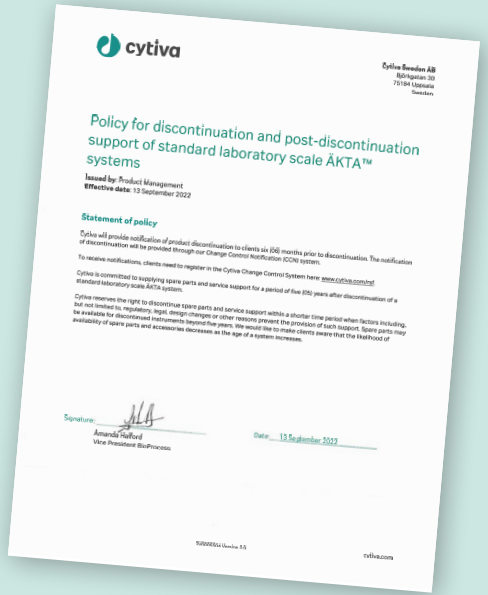 cytiva
Cytiva Sweden AB
Björkgatan 30
75184 Uppsala
Sweden
Policy for discontinuation and post-discontinuation
support of standard laboratory scale ÄKTA™
systems
Issued by: Product Management
Effective date: 13 September 2022
Statement of policy
Cytiva will provide notification of product discontinuation to clients six (06) months prior to discontinuation. The notification
of discontinuation will be provided through our Change Control Notification (CCN) system.
To receive notifications, clients need to register in the Cytiva Change Control System here: www.cytiva.com/rsf
Cytiva is committed to supplying spare parts and service support for a period of five (05) years after discontinuation of a
standard laboratory scale ÄKTA system.
Cytiva reserves the right to discontinue spare parts and service support within a shorter time period when factors including,
but not limited to, regulatory, legal, design changes or other reasons prevent the provision of such support. Spare parts may
be available for discontinued instruments beyond five years. We would like to make clients aware that the likelihood of
availability of spare parts and accessories decreases as the age of a system increases.
Signature:
Amanda Halford
Vice President BioProcess
Date: 13 September 2022
Version
cytiva.com